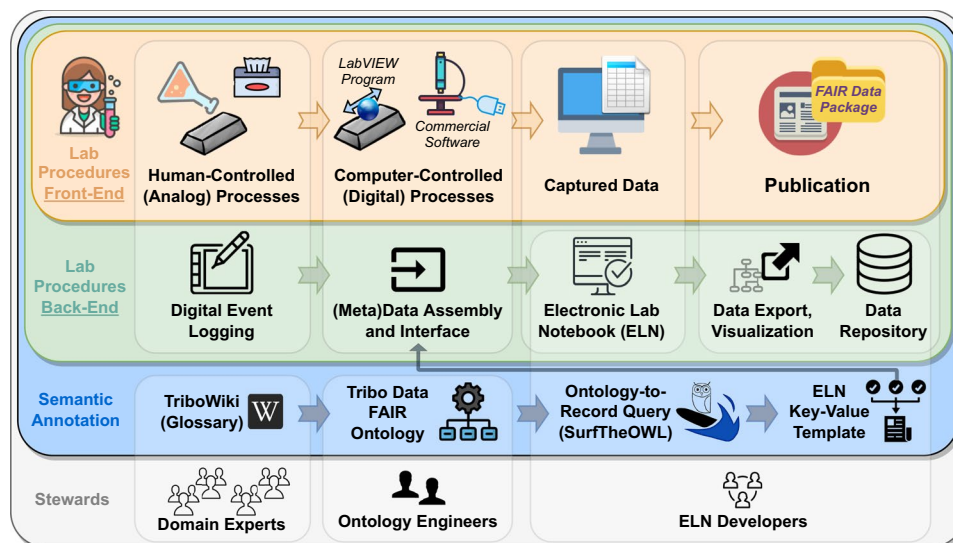 LabVIEW
Program
Commercial
Software
FAIR Data
Package
Lab
Procedures
Front-End
Human-Controlled
(Analog) Processes
Computer-Controlled
(Digital) Processes
Captured Data
Publication
Lab
Procedures
Back-End
Digital Event
Logging
(Meta)Data Assembly
and Interface
Electronic Lab
Notebook (ELN)
Data Export,
Visualization
Data
Repository
Semantic
Annotation
TriboWiki
(Glossary)
W
Tribo Data
FAIR
Ontology
Ontology-to-
Record Query
(SurfTheOWL)
ELN
Key-Value
Template
Stewards
Domain Experts
Ontology Engineers
ELN Developers